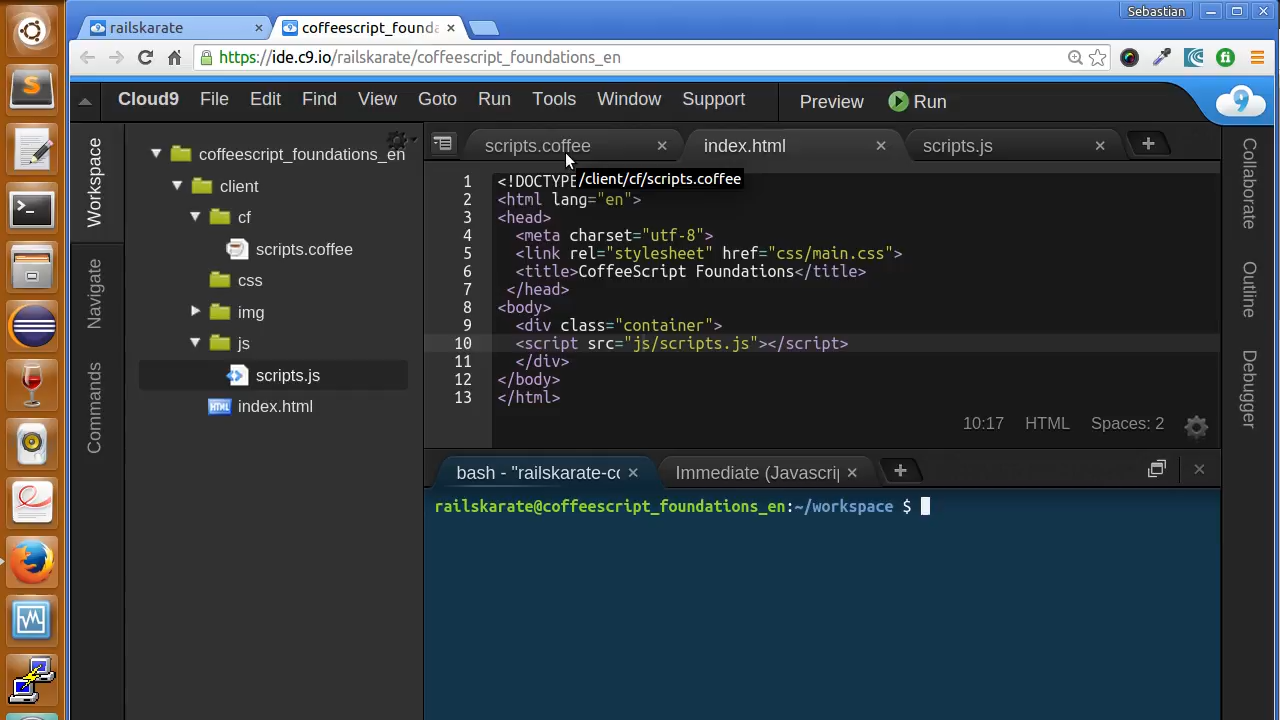 Sebastian
railskarate
coffeescript_founda
https://ide.c9.io/railskarate/coffeescript_foundations_en
Cloud9 File Edit Find View Goto Run Tools Window Support Preview Run
Workspace
Navigate
Commands
coffeescript_foundations_en
client
cf
scripts.coffee
css
img
js
scripts.js
index.html
scripts.coffee
index.html
scripts.js
/client/cf/scripts.coffee
1 <!DOCTYPE
2 <html lang="en">
3 <head>
4 <meta charset="utf-8">
5 <link rel="stylesheet" href="css/main.css">
6 <title>CoffeeScript Foundations</title>
7 </head>
8 <body>
9 <div class="container">
10 <script src="js/scripts.js"></script>
11 </div>
12 </body>
13 </html>
10:17 HTML Spaces: 2
bash - "railskarate-co
Immediate (Javascrip
railskarate@coffeescript_foundations_en:~/workspace $
Collaborate
Outline
Debugger